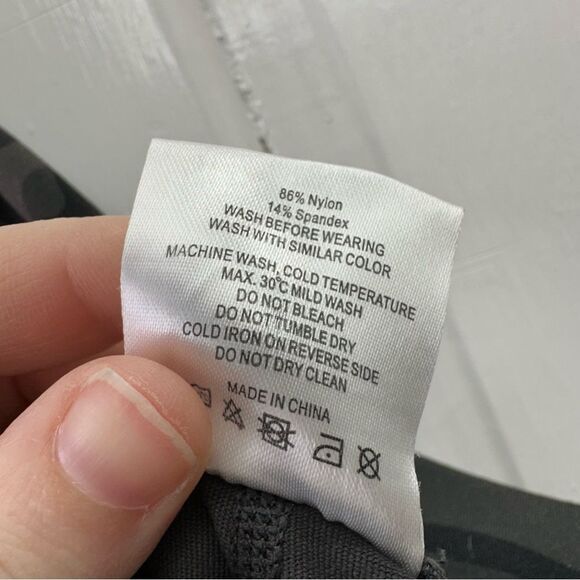 86% Nylon
14% Spandex
WASH BEFORE WEARING
WASH WITH SIMILAR COLOR
MACHINE WASH, COLD TEMPERATURE
MAX. 30°C MILD WASH
DO NOT BLEACH
DO NOT TUMBLE DRY
COLD IRON ON REVERSE SIDE
DO NOT DRY CLEAN
MADE IN CHINA